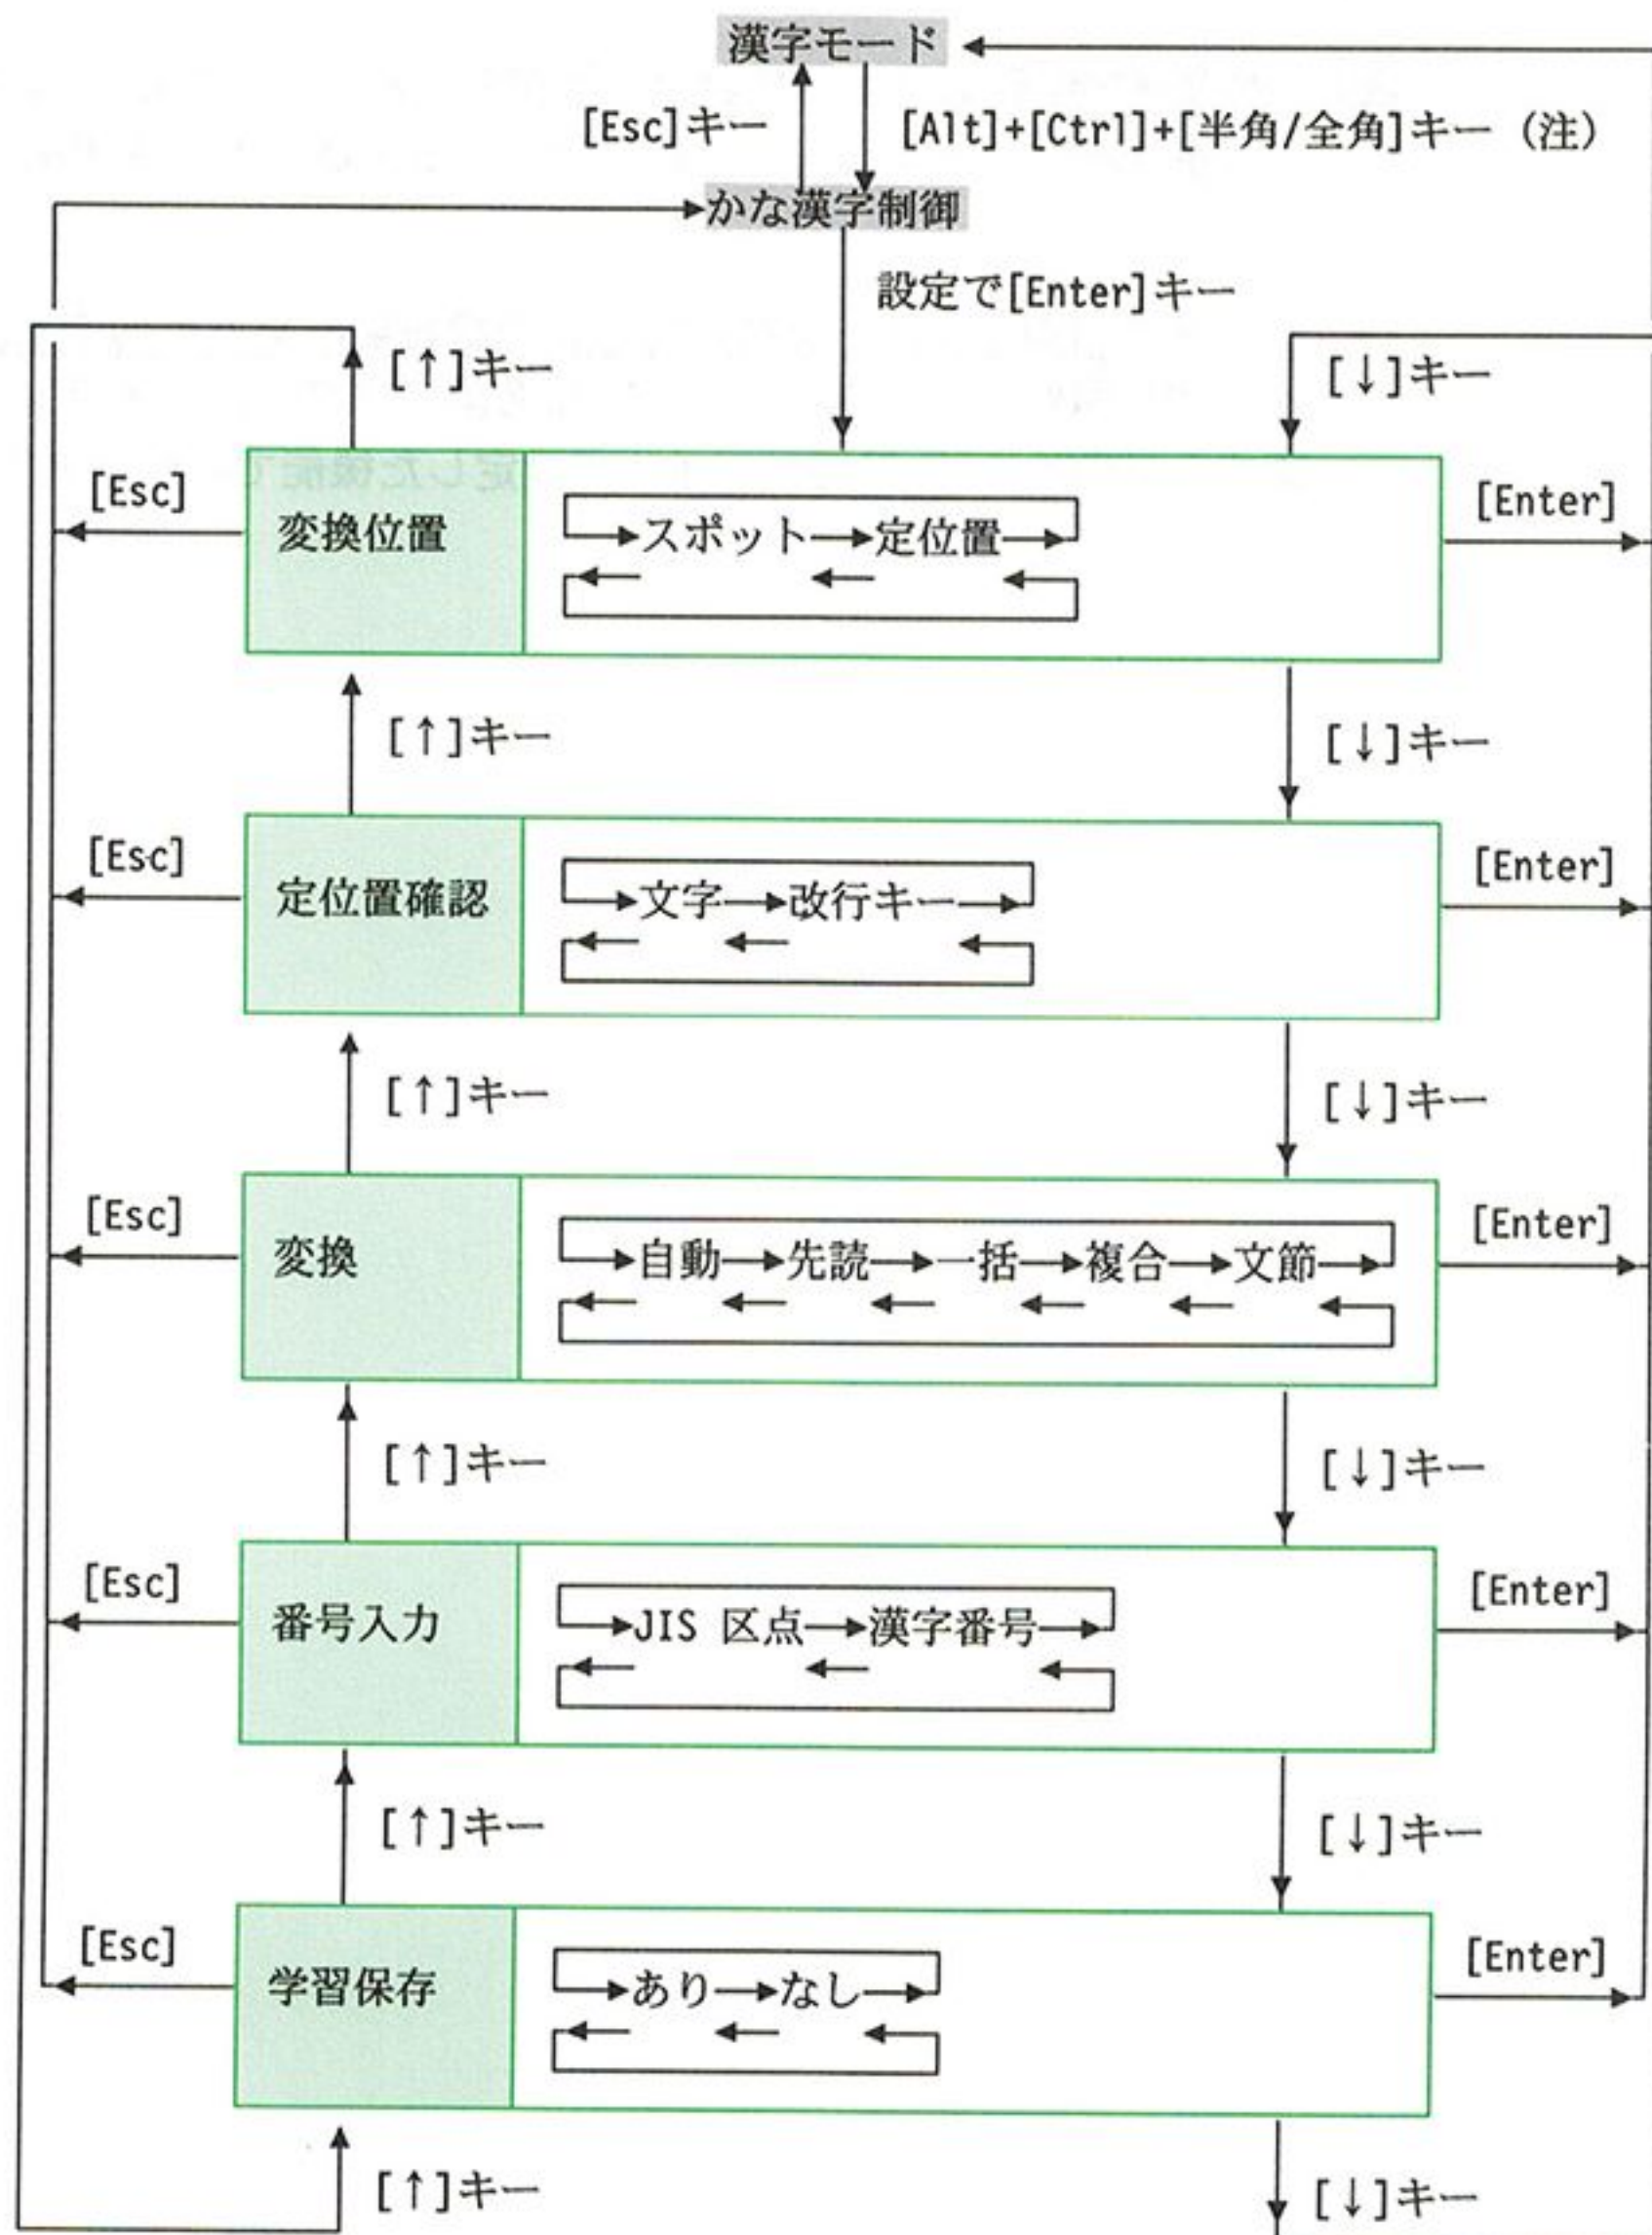 漢字モード
[Esc]キー [Alt]+[Ctrl]+[半角/全角]キー（注）
かな漢字制御
設定で[Enter]キー
[↑]キー [↓]キー
[Esc] 変換位置 スポット 定位置 [Enter]
[↑]キー [↓]キー
[Esc] 定位置確認 文字 改行キー [Enter]
[↑]キー [↓]キー
[Esc] 変換 自動 先読 一括 複合 文節 [Enter]
[↑]キー [↓]キー
[Esc] 番号入力 JIS 区点 漢字番号 [Enter]
[↑]キー [↓]キー
[Esc] 学習保存 あり なし [Enter]
[↑]キー [↓]キー